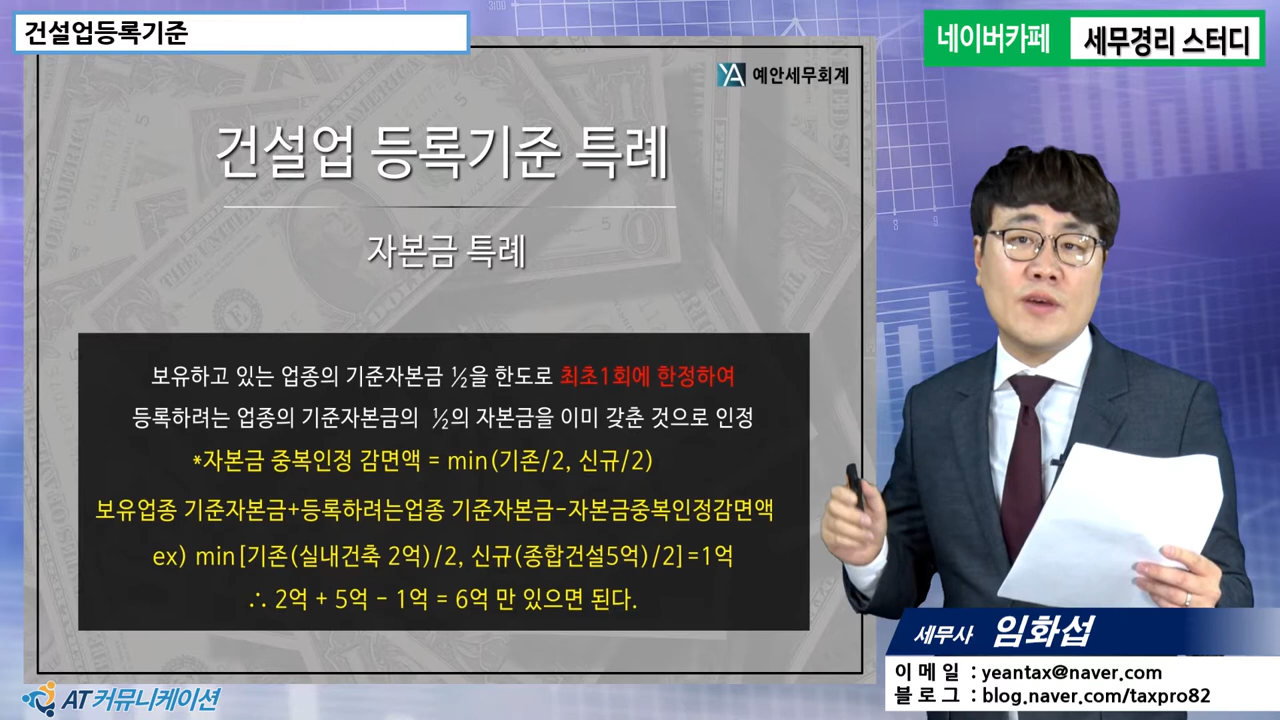 건설업등록기준
네이버카페 세무경리 스터디
YA 예안세무회계
건설업 등록기준 특례
자본금 특례
보유하고 있는 업종의 기준자본금 ½을 한도로 최초1회에 한정하여
등록하려는 업종의 기준자본금의 ½의 자본금을 이미 갖춘 것으로 인정
*자본금 중복인정 감면액 = min(기존/2, 신규/2)
보유업종 기준자본금+등록하려는업종 기준자본금-자본금중복인정감면액
ex) min[기존(실내건축 2억)/2, 신규(종합건설5억)/2]=1억
∴ 2억 + 5억 - 1억 = 6억 만 있으면 된다.
세무사 임화섭
이 메 일 : yeantax@naver.com
블 로 그 : blog.naver.com/taxpro82
AT커뮤니케이션